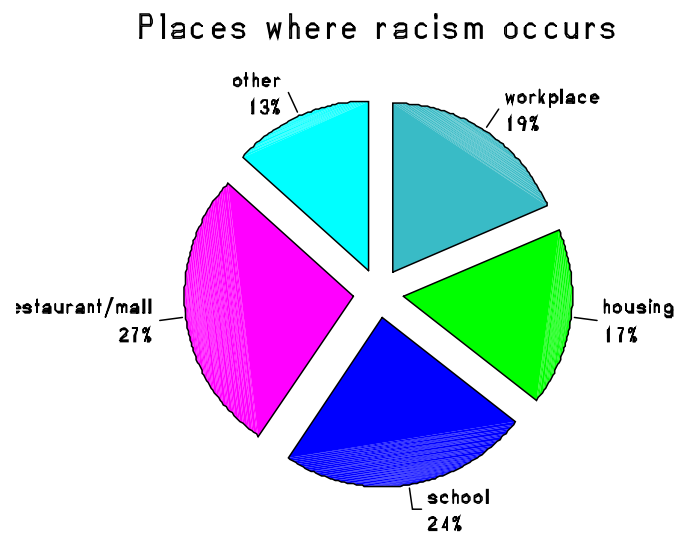 Places where racism occurs
other
13%
workplace
19%
estaurant/mall
27%
housing
17%
school
24%